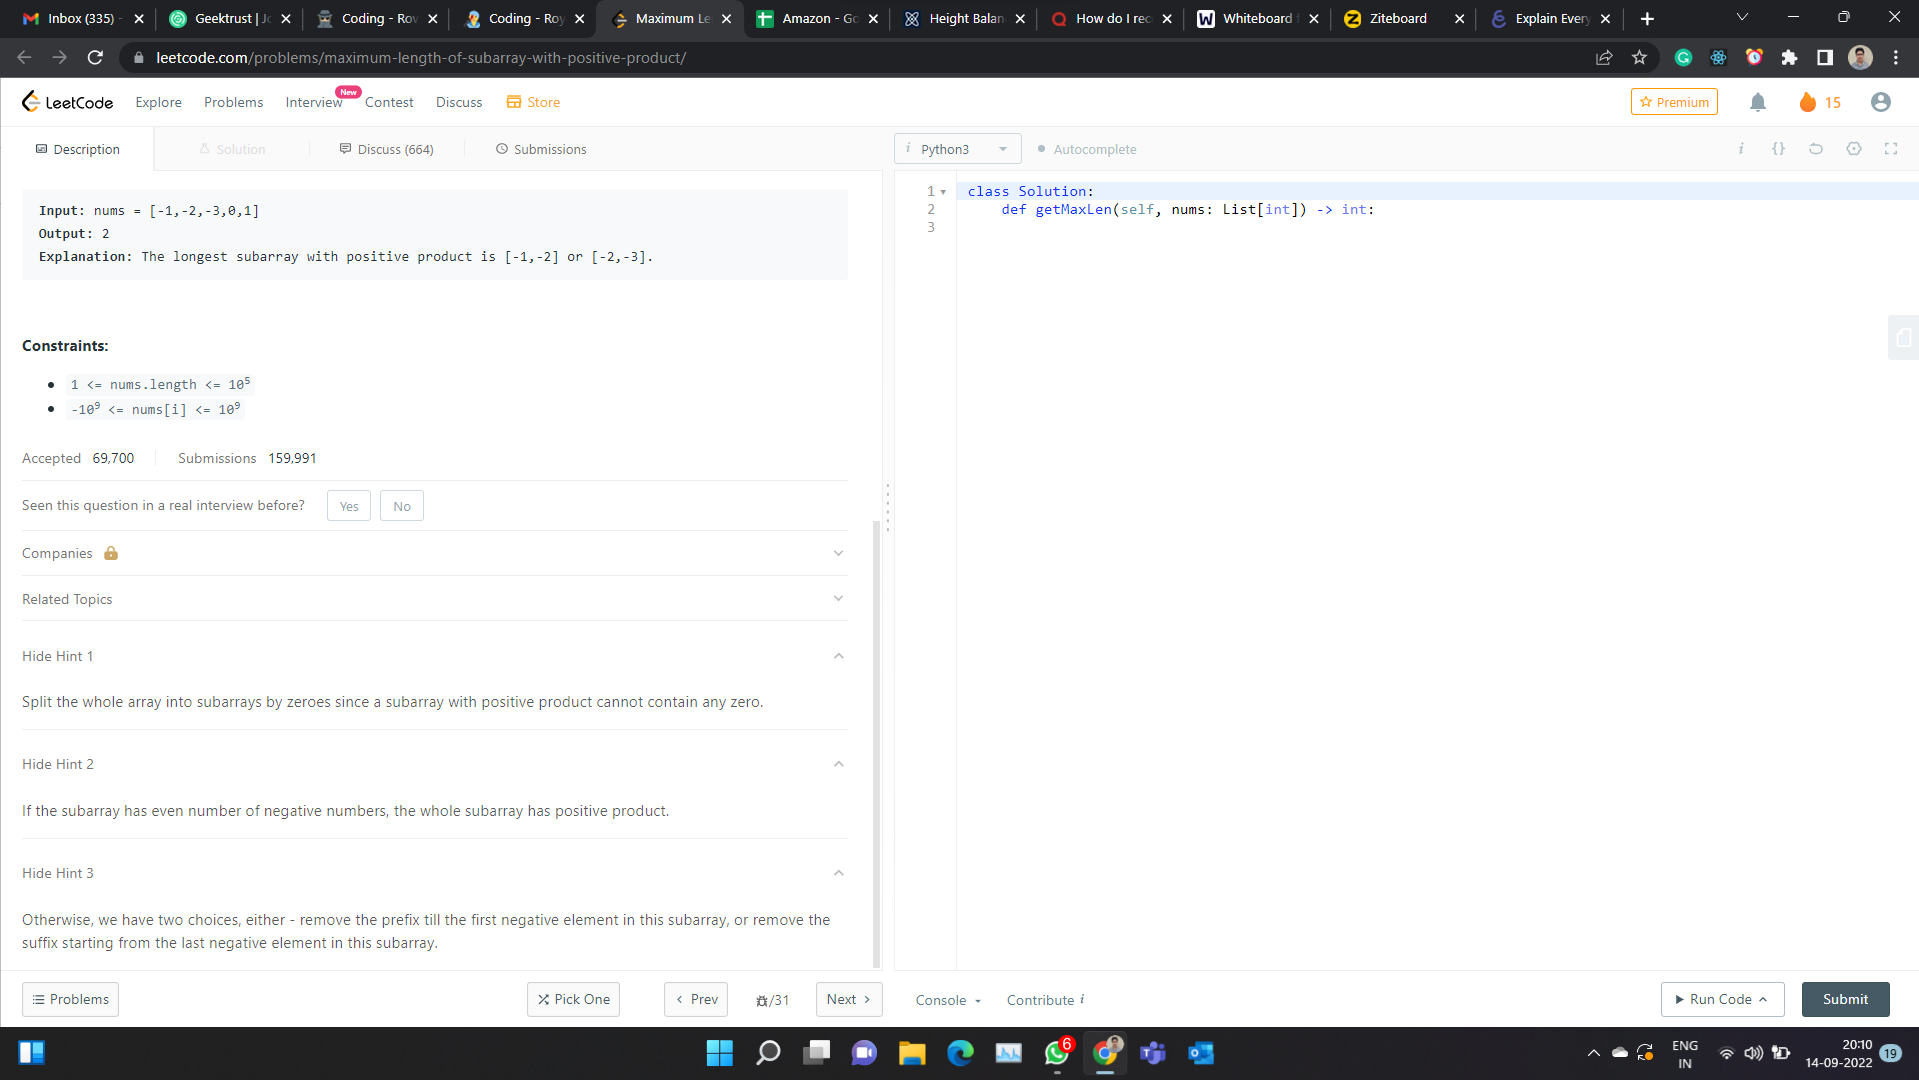 Inbox (335) -
Geektrust | Jo
Coding - Rov
Coding - Roy
Maximum Le
Amazon - Go
Height Balan
How do I rec
Whiteboard f
Ziteboard
Explain Every
leetcode.com/problems/maximum-length-of-subarray-with-positive-product/
LeetCode Explore Problems Interview New Contest Discuss Store
Premium 15
Description Solution Discuss (664) Submissions
i Python3 Autocomplete i {}
Input: nums = [-1,-2,-3,0,1]
Output: 2
Explanation: The longest subarray with positive product is [-1,-2] or [-2,-3].
Constraints:
1 <= nums.length <= 10⁵
-10⁹ <= nums[i] <= 10⁹
Accepted 69,700 Submissions 159,991
Seen this question in a real interview before? Yes No
Companies
Related Topics
Hide Hint 1
Split the whole array into subarrays by zeroes since a subarray with positive product cannot contain any zero.
Hide Hint 2
If the subarray has even number of negative numbers, the whole subarray has positive product.
Hide Hint 3
Otherwise, we have two choices, either - remove the prefix till the first negative element in this subarray, or remove the
suffix starting from the last negative element in this subarray.
1 class Solution:
2 def getMaxLen(self, nums: List[int]) -> int:
3
Problems Pick One Prev /31 Next Console Contribute i Run Code Submit
6
ENG
IN
20:10
14-09-2022
19